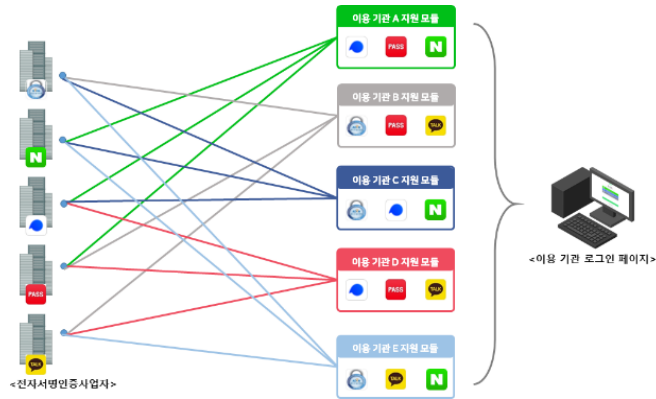 이용 기관 A 지원 모듈
PASS
N
이용 기관 B 지원 모듈
PASS
TALK
이용 기관 C 지원 모듈
N
이용 기관 D 지원 모듈
PASS
TALK
이용 기관 E 지원 모듈
TALK
N
N
PASS
TALK
<전자서명인증사업자>
<이용 기관 로그인 페이지>